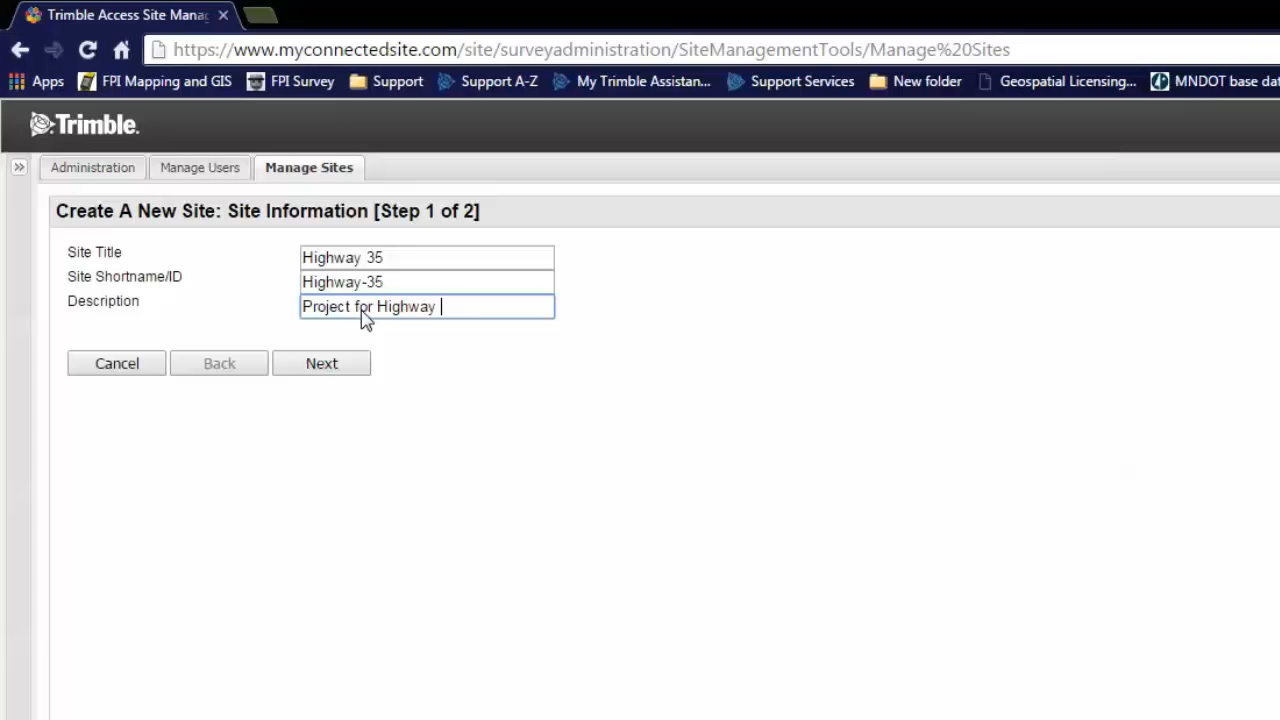 Trimble Access Site Mana
https://www.myconnectedsite.com/site/surveyadministration/SiteManagementTools/Manage%20Sites
Apps FPI Mapping and GIS FPI Survey Support Support A-Z My Trimble Assistan... Support Services New folder Geospatial Licensing... MNDOT base dat
Trimble.
Administration Manage Users Manage Sites
Create A New Site: Site Information [Step 1 of 2]
Site Title Highway 35
Site Shortname/ID Highway-35
Description Project for Highway
Cancel Back Next